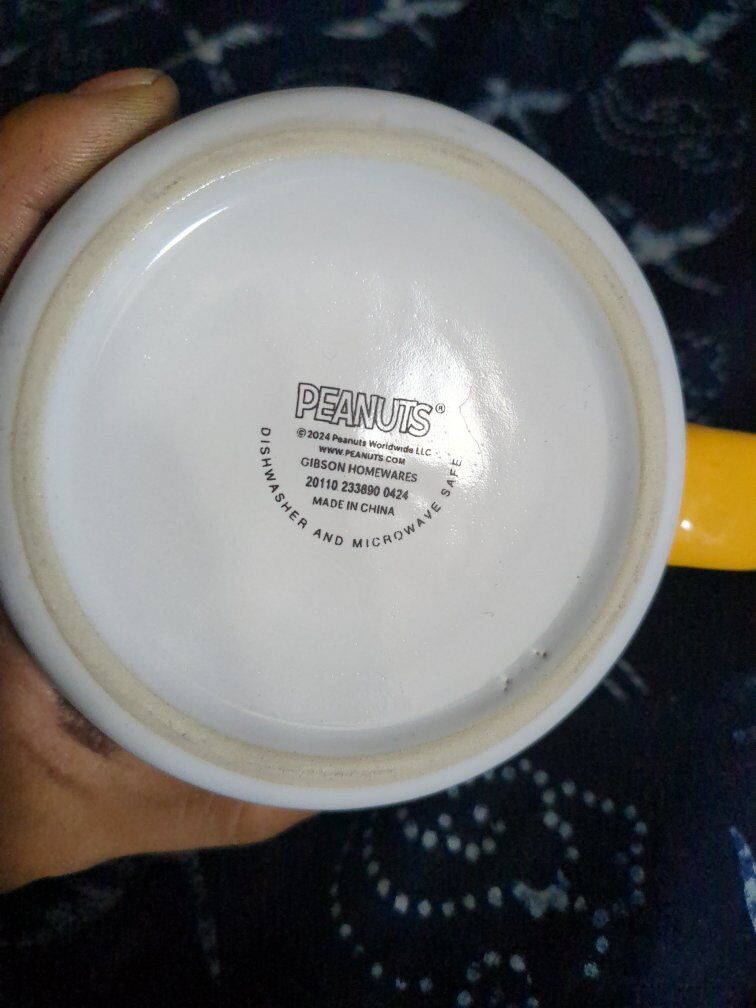 PEANUTS®
©2024 Peanuts Worldwide LLC
WWW.PEANUTS.COM
GIBSON HOMEWARES
20110 233890 0424
MADE IN CHINA
DISHWASHER AND MICROWAVE SAFE